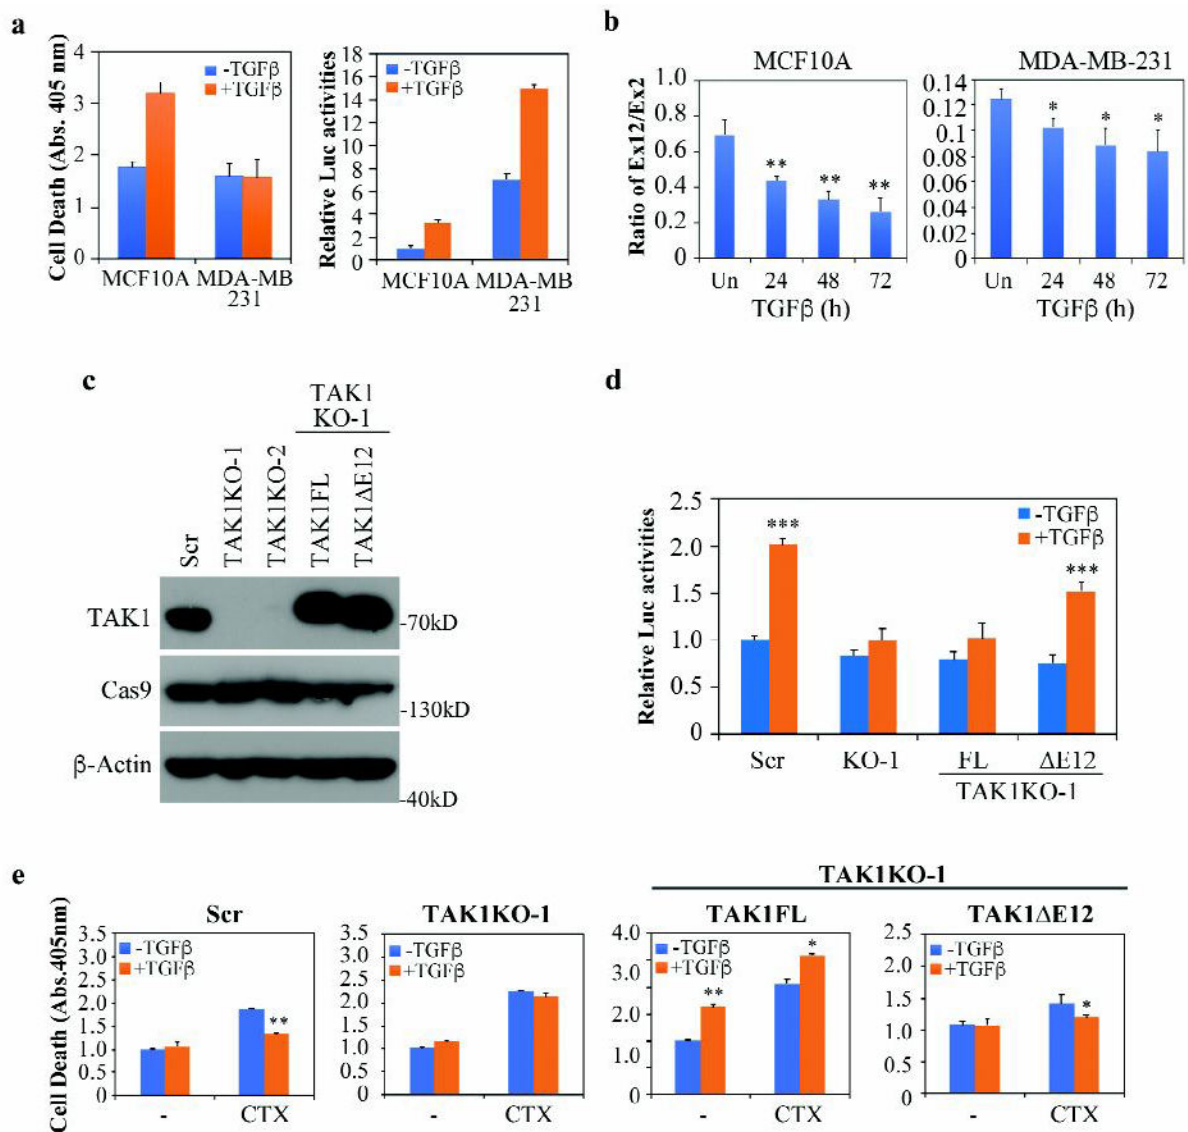 a
Cell Death (Abs. 405 nm)
4
3
2
1
0
-TGFβ
+TGFβ
MCF10A MDA-MB
231
Relative Luc activities
18
16
14
12
10
8
6
4
2
0
-TGFβ
+TGFβ
MCF10A MDA-MB
231
b
MCF10A
Ratio of Ex12/Ex2
1.0
0.8
0.6
0.4
0.2
0
** ** **
Un 24 48 72
TGFβ (h)
MDA-MB-231
0.14
0.12
0.1
0.08
0.06
0.04
0.02
0.00
* * *
Un 24 48 72
TGFβ (h)
c
TAK1
KO-1
Scr
TAK1KO-1
TAK1KO-2
TAK1FL
TAK1ΔE12
TAK1
-70kD
Cas9
-130kD
β-Actin
-40kD
d
Relative Luc activities
2.5
2.0
1.5
1.0
0.5
0
-TGFβ
+TGFβ
*** ***
Scr KO-1 FL ΔE12
TAK1KO-1
e
TAK1KO-1
Cell Death (Abs.405nm)
Scr
3.5
3.0
2.5
2.0
1.5
1.0
0.5
0
-TGFβ
+TGFβ
**
- CTX
TAK1KO-1
3.5
3.0
2.5
2.0
1.5
1.0
0.5
0
-TGFβ
+TGFβ
- CTX
TAK1FL
4.0
3.0
2.0
1.0
0
-TGFβ
+TGFβ
** *
- CTX
TAK1ΔE12
2.5
2.0
1.5
1.0
0.5
0
-TGFβ
+TGFβ
*
- CTX